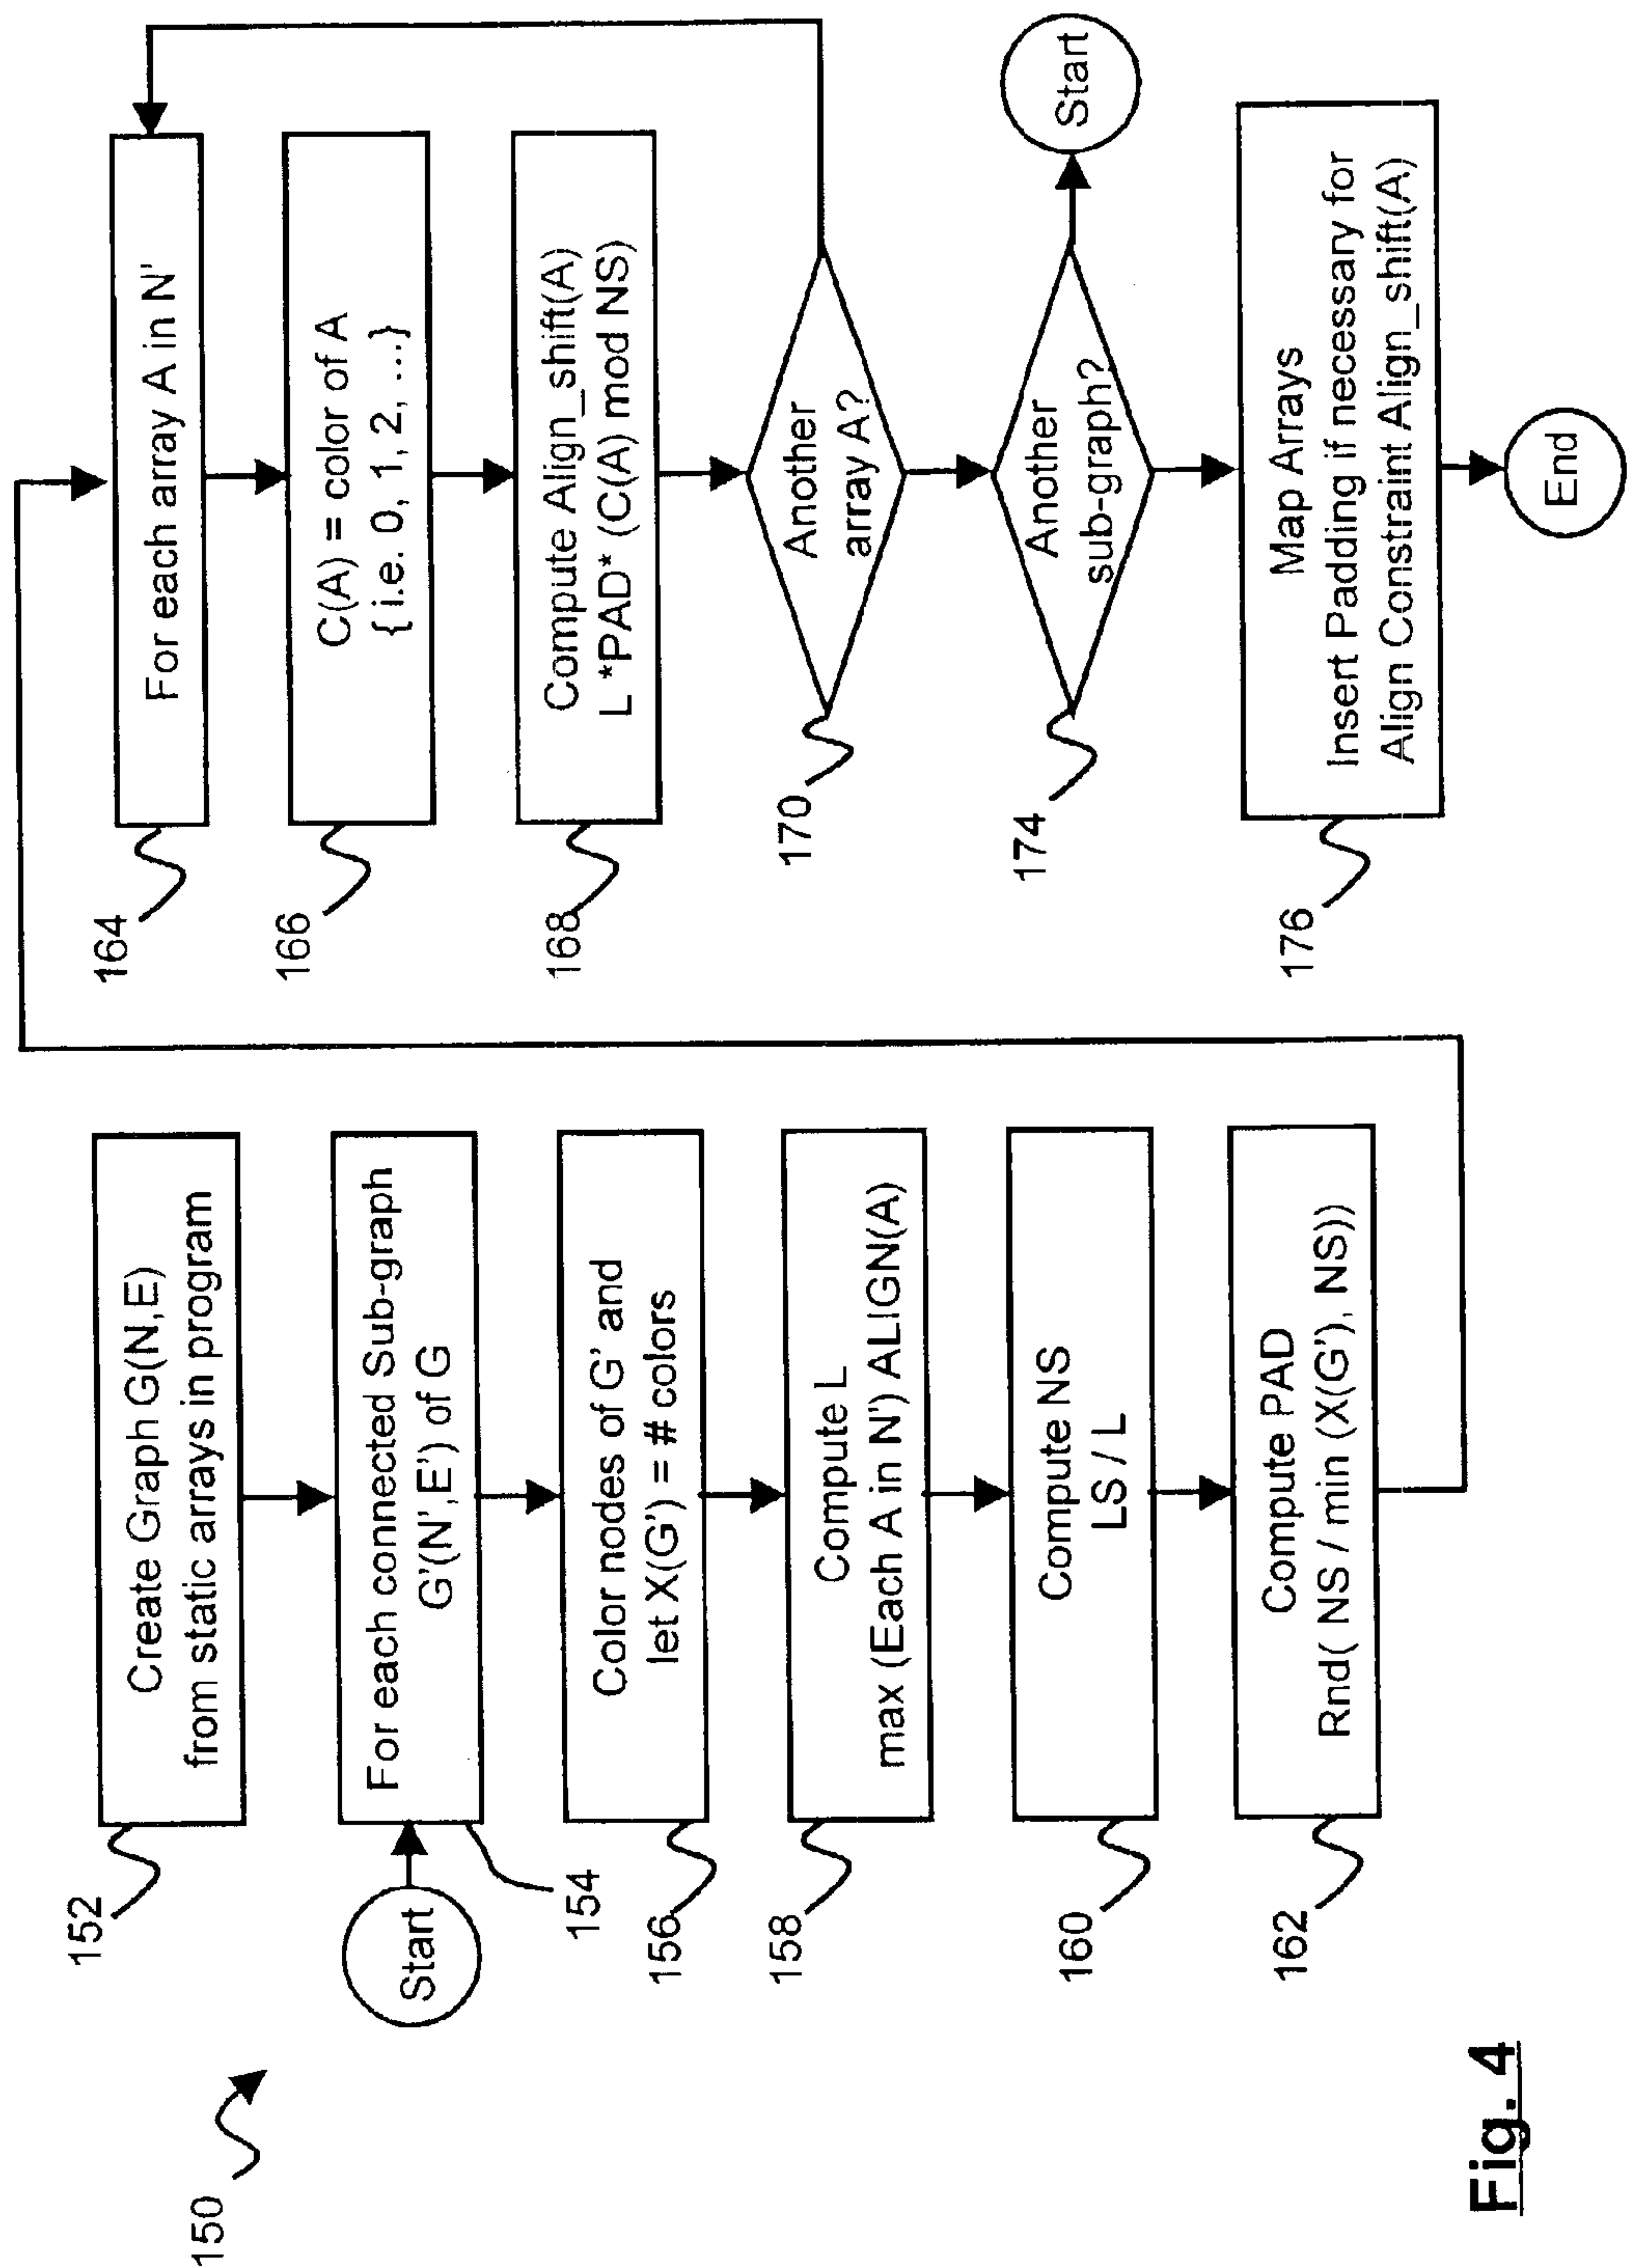 150
152
Create Graph G(N,E)
from static arrays in program
Start
154
For each connected Sub-graph
G'(N',E') of G
156
Color nodes of G' and
let X(G') = # colors
158
Compute L
max (Each A in N') ALIGN(A)
160
Compute NS
LS / L
162
Compute PAD
Rnd( NS / min (X(G'), NS))
164
For each array A in N'
166
C(A) = color of A
{ i.e. 0, 1, 2, ...}
168
Compute Align_shift(A)
L *PAD* (C(A) mod NS)
170
Another
array A?
174
Another
sub-graph?
Start
176
Map Arrays
Insert Padding if necessary for
Align Constraint Align_shift(A)
End
Fig. 4